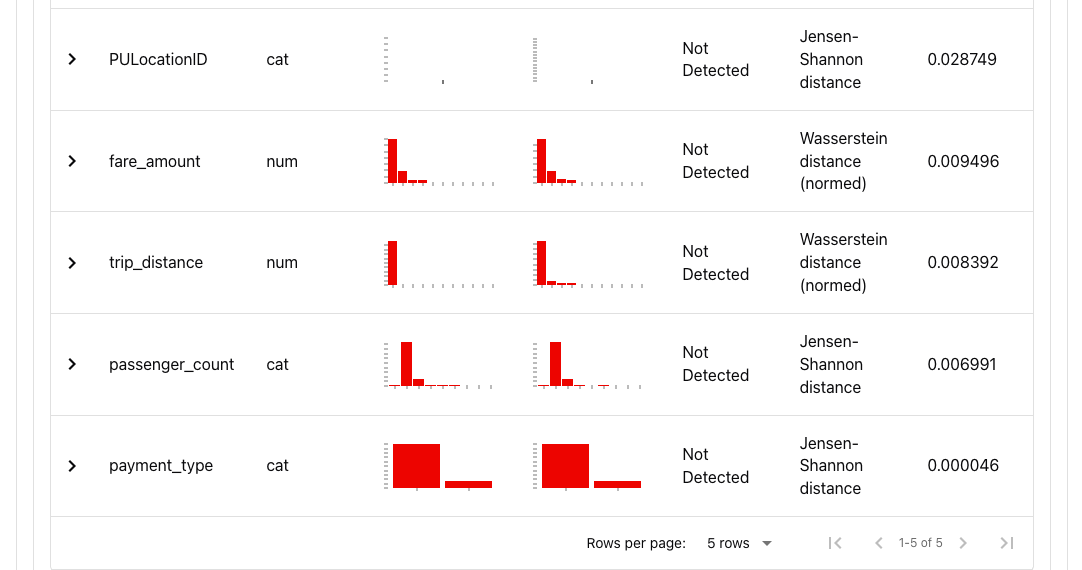 PULocationID cat Not Detected Jensen-Shannon distance 0.028749
fare_amount num Not Detected Wasserstein distance (normed) 0.009496
trip_distance num Not Detected Wasserstein distance (normed) 0.008392
passenger_count cat Not Detected Jensen-Shannon distance 0.006991
payment_type cat Not Detected Jensen-Shannon distance 0.000046
Rows per page: 5 rows 1-5 of 5